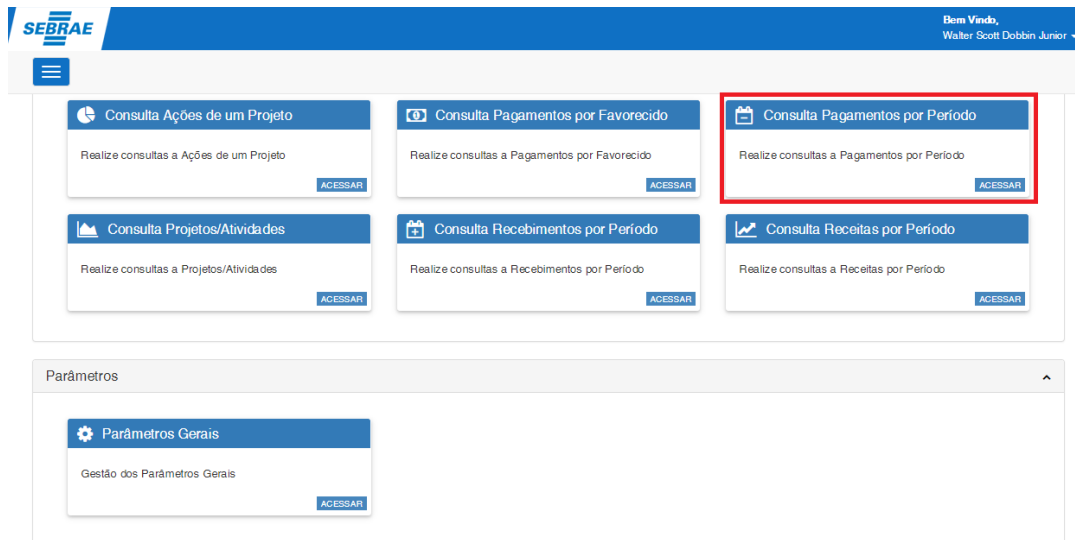 SEBRAE
Bem Vindo,
Walter Scott Dobbin Junior
Consulta Ações de um Projeto
Realize consultas a Ações de um Projeto
ACESSAR
Consulta Pagamentos por Favorecido
Realize consultas a Pagamentos por Favorecido
ACESSAR
Consulta Pagamentos por Período
Realize consultas a Pagamentos por Período
ACESSAR
Consulta Projetos/Atividades
Realize consultas a Projetos/Atividades
ACESSAR
Consulta Recebimentos por Período
Realize consultas a Recebimentos por Período
ACESSAR
Consulta Receitas por Período
Realize consultas a Receitas por Período
ACESSAR
Parâmetros
Parâmetros Gerais
Gestão dos Parâmetros Gerais
ACESSAR